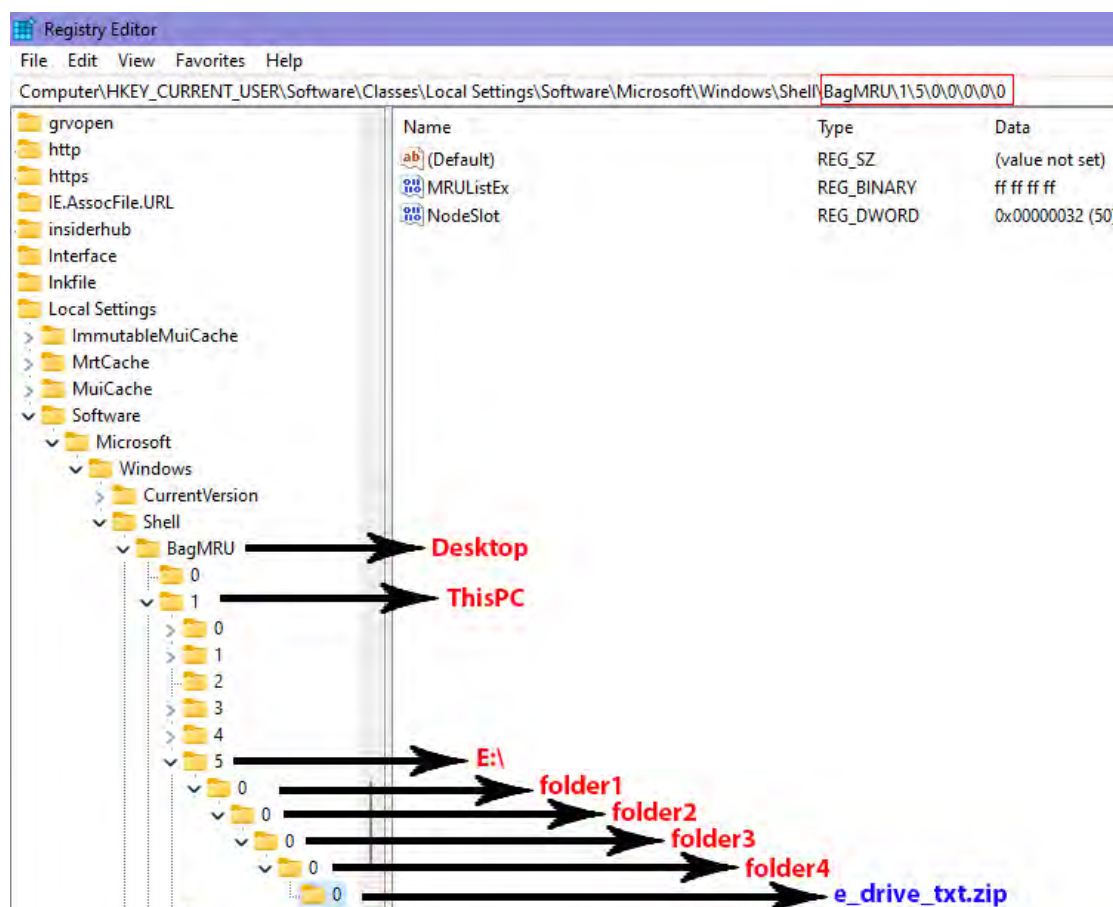 Registry Editor
File Edit View Favorites Help
Computer\HKEY_CURRENT_USER\Software\Classes\Local Settings\Software\Microsoft\Windows\Shell\BagMRU\1\5\0\0\0\0\0
grvopen
http
https
IE.AssocFile.URL
insiderhub
Interface
lnkfile
Local Settings
ImmutableMuiCache
MrtCache
MuiCache
Software
Microsoft
Windows
CurrentVersion
Shell
BagMRU Desktop
0
1 ThisPC
0
1
2
3
4
5 E:\
0 folder1
0 folder2
0 folder3
0 folder4
0 e_drive_txt.zip
Name Type Data
(Default) REG_SZ (value not set)
MRUListEx REG_BINARY ff ff ff ff
NodeSlot REG_DWORD 0x00000032 (50)